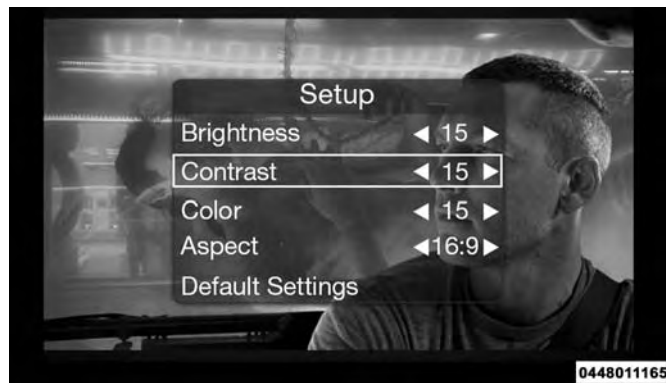 Setup
Brightness ◀ 15 ▶
Contrast ◀ 15 ▶
Color ◀ 15 ▶
Aspect ◀16:9▶
Default Settings
0448011165